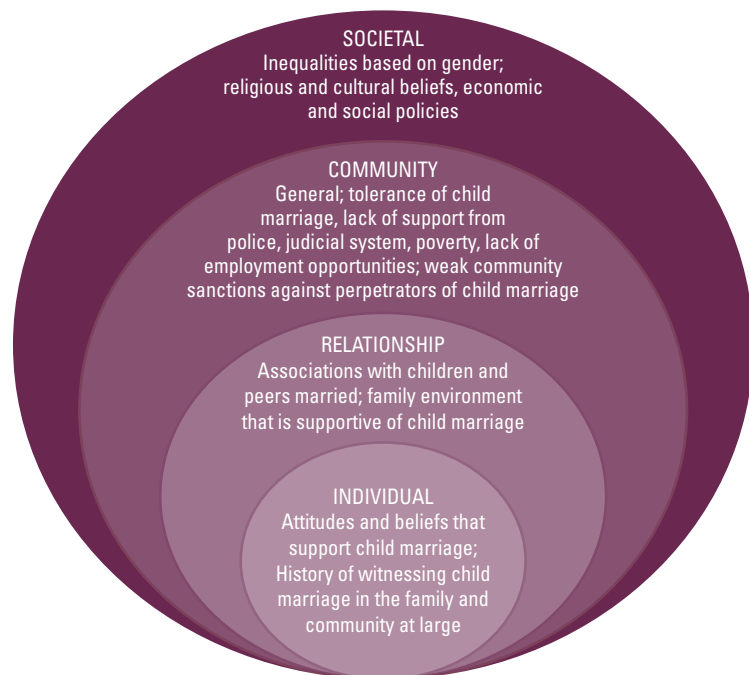 SOCIETAL
Inequalities based on gender;
religious and cultural beliefs, economic
and social policies
COMMUNITY
General; tolerance of child
marriage, lack of support from
police, judicial system, poverty, lack of
employment opportunities; weak community
sanctions against perpetrators of child marriage
RELATIONSHIP
Associations with children and
peers married; family environment
that is supportive of child marriage
INDIVIDUAL
Attitudes and beliefs that
support child marriage;
History of witnessing child
marriage in the family and
community at large